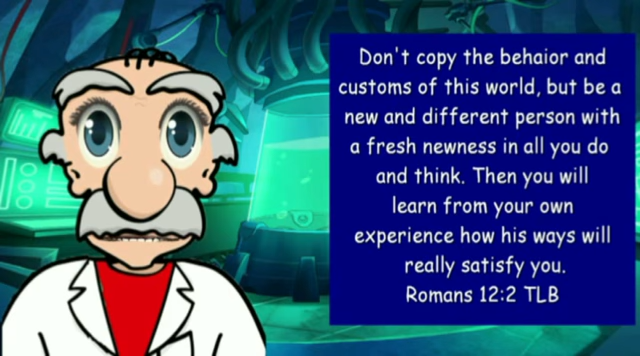 Don't copy the behaior and
customs of this world, but be a
new and different person with
a fresh newness in all you do
and think. Then you will
learn from your own
experience how his ways will
really satisfy you.
Romans 12:2 TLB